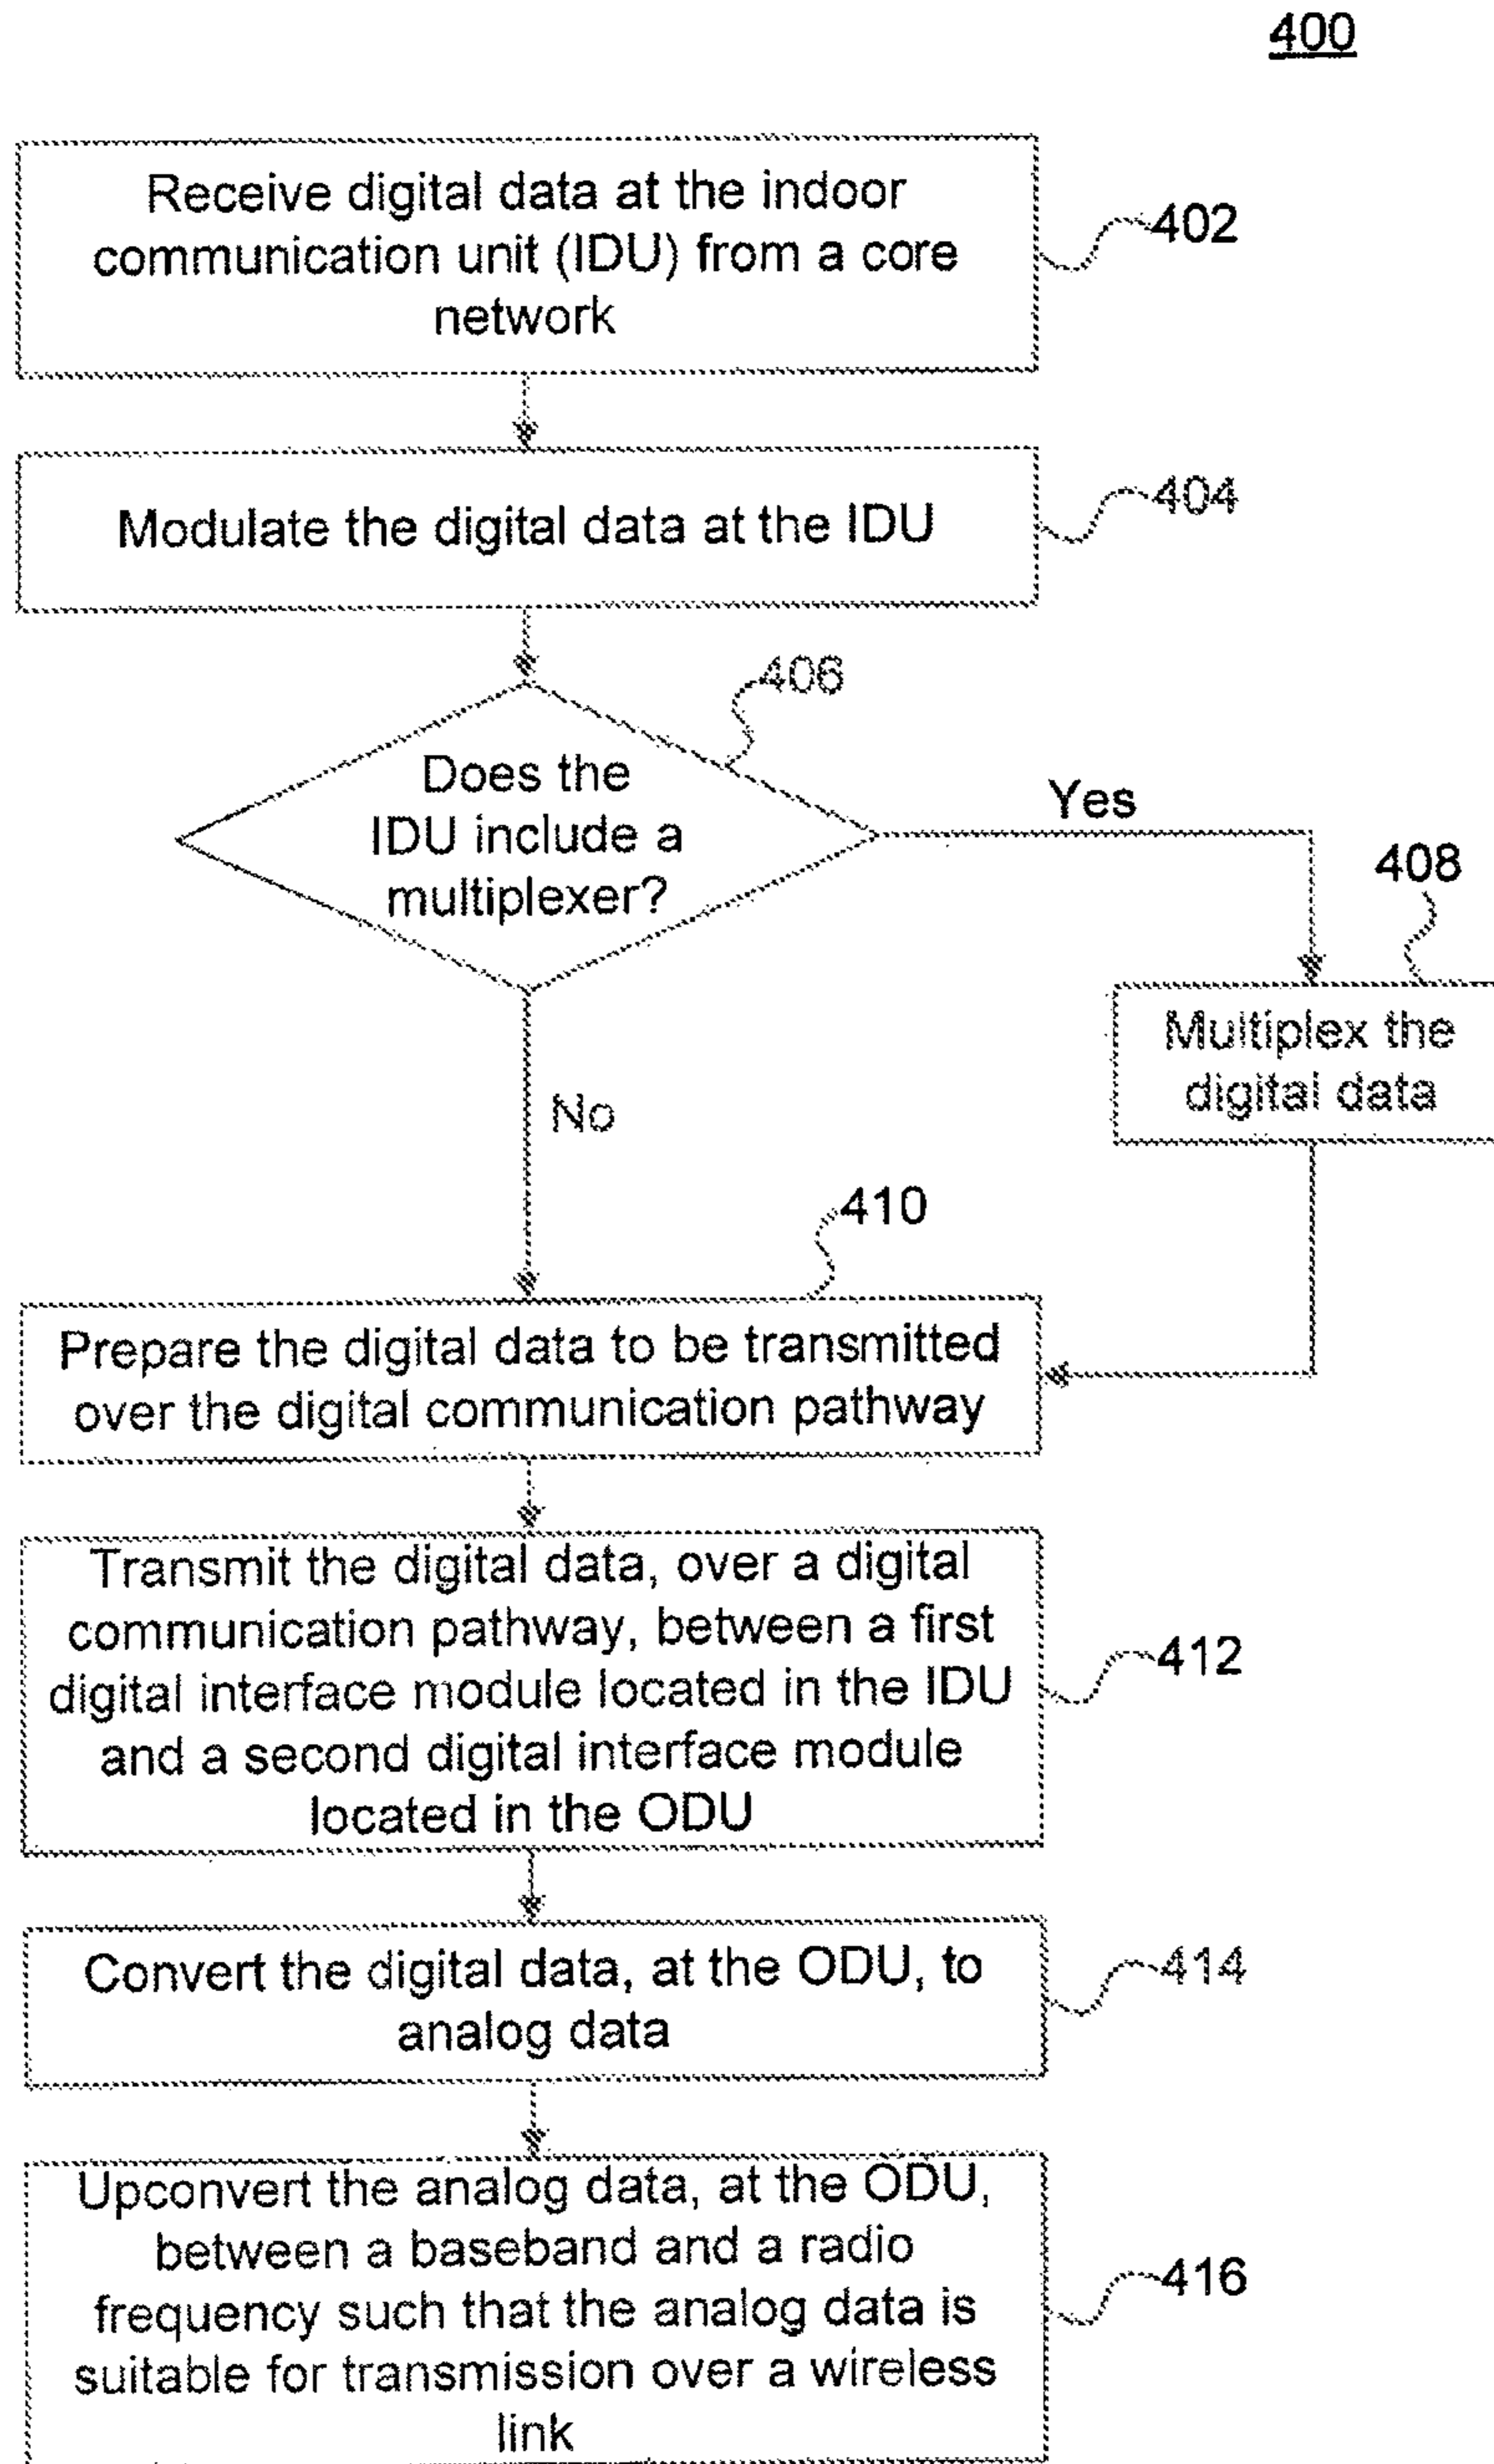 400
Receive digital data at the indoor
communication unit (IDU) from a core
network
402
Modulate the digital data at the IDU
404
406
Does the
IDU include a
multiplexer?
Yes
408
Multiplex the
digital data
No
410
Prepare the digital data to be transmitted
over the digital communication pathway
Transmit the digital data, over a digital
communication pathway, between a first
digital interface module located in the IDU
and a second digital interface module
located in the ODU
412
Convert the digital data, at the ODU, to
analog data
414
Upconvert the analog data, at the ODU,
between a baseband and a radio
frequency such that the analog data is
suitable for transmission over a wireless
link
416